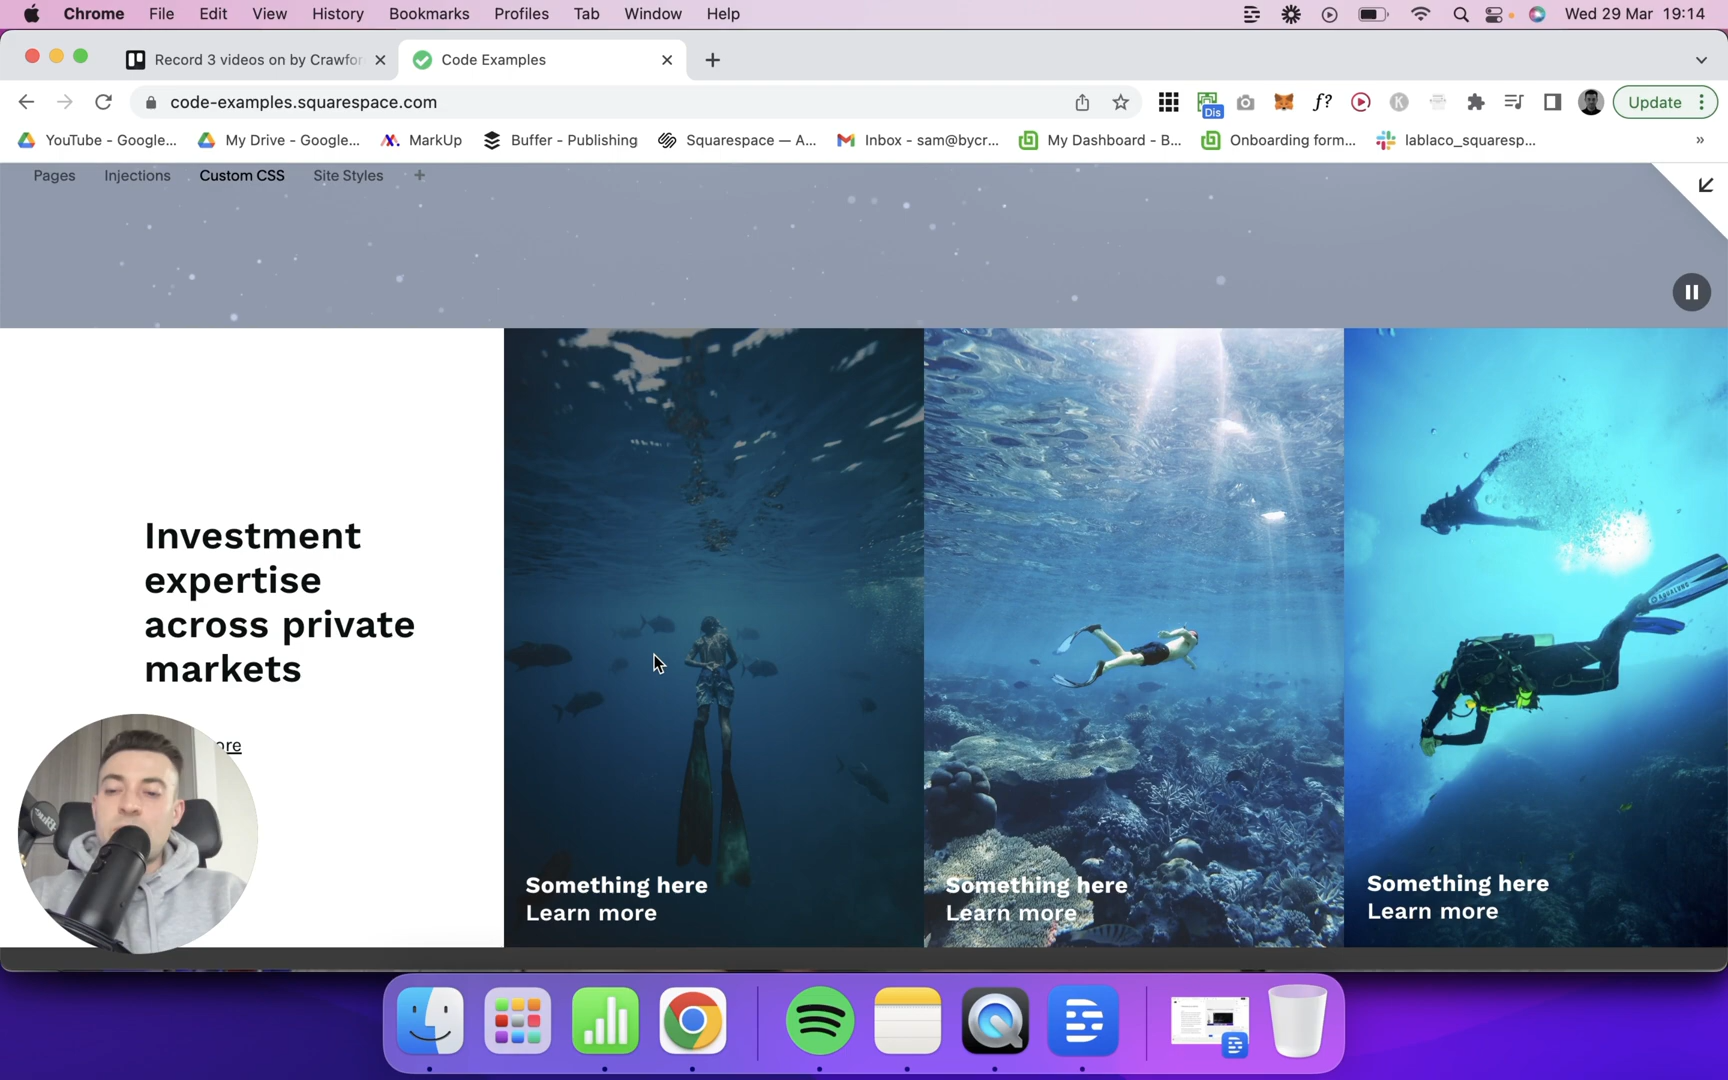 Chrome File Edit View History Bookmarks Profiles Tab Window Help Wed 29 Mar 19:14
Record 3 videos on by Crawfor Code Examples
code-examples.squarespace.com Dis f? K Update
YouTube - Google... My Drive - Google... MarkUp Buffer - Publishing Squarespace — A... Inbox - sam@bycr... My Dashboard - B... Onboarding form... lablaco_squaresp... »
Pages Injections Custom CSS Site Styles +
Investment
expertise
across private
markets
ore
Something here
Learn more
Something here
Learn more
Something here
Learn more